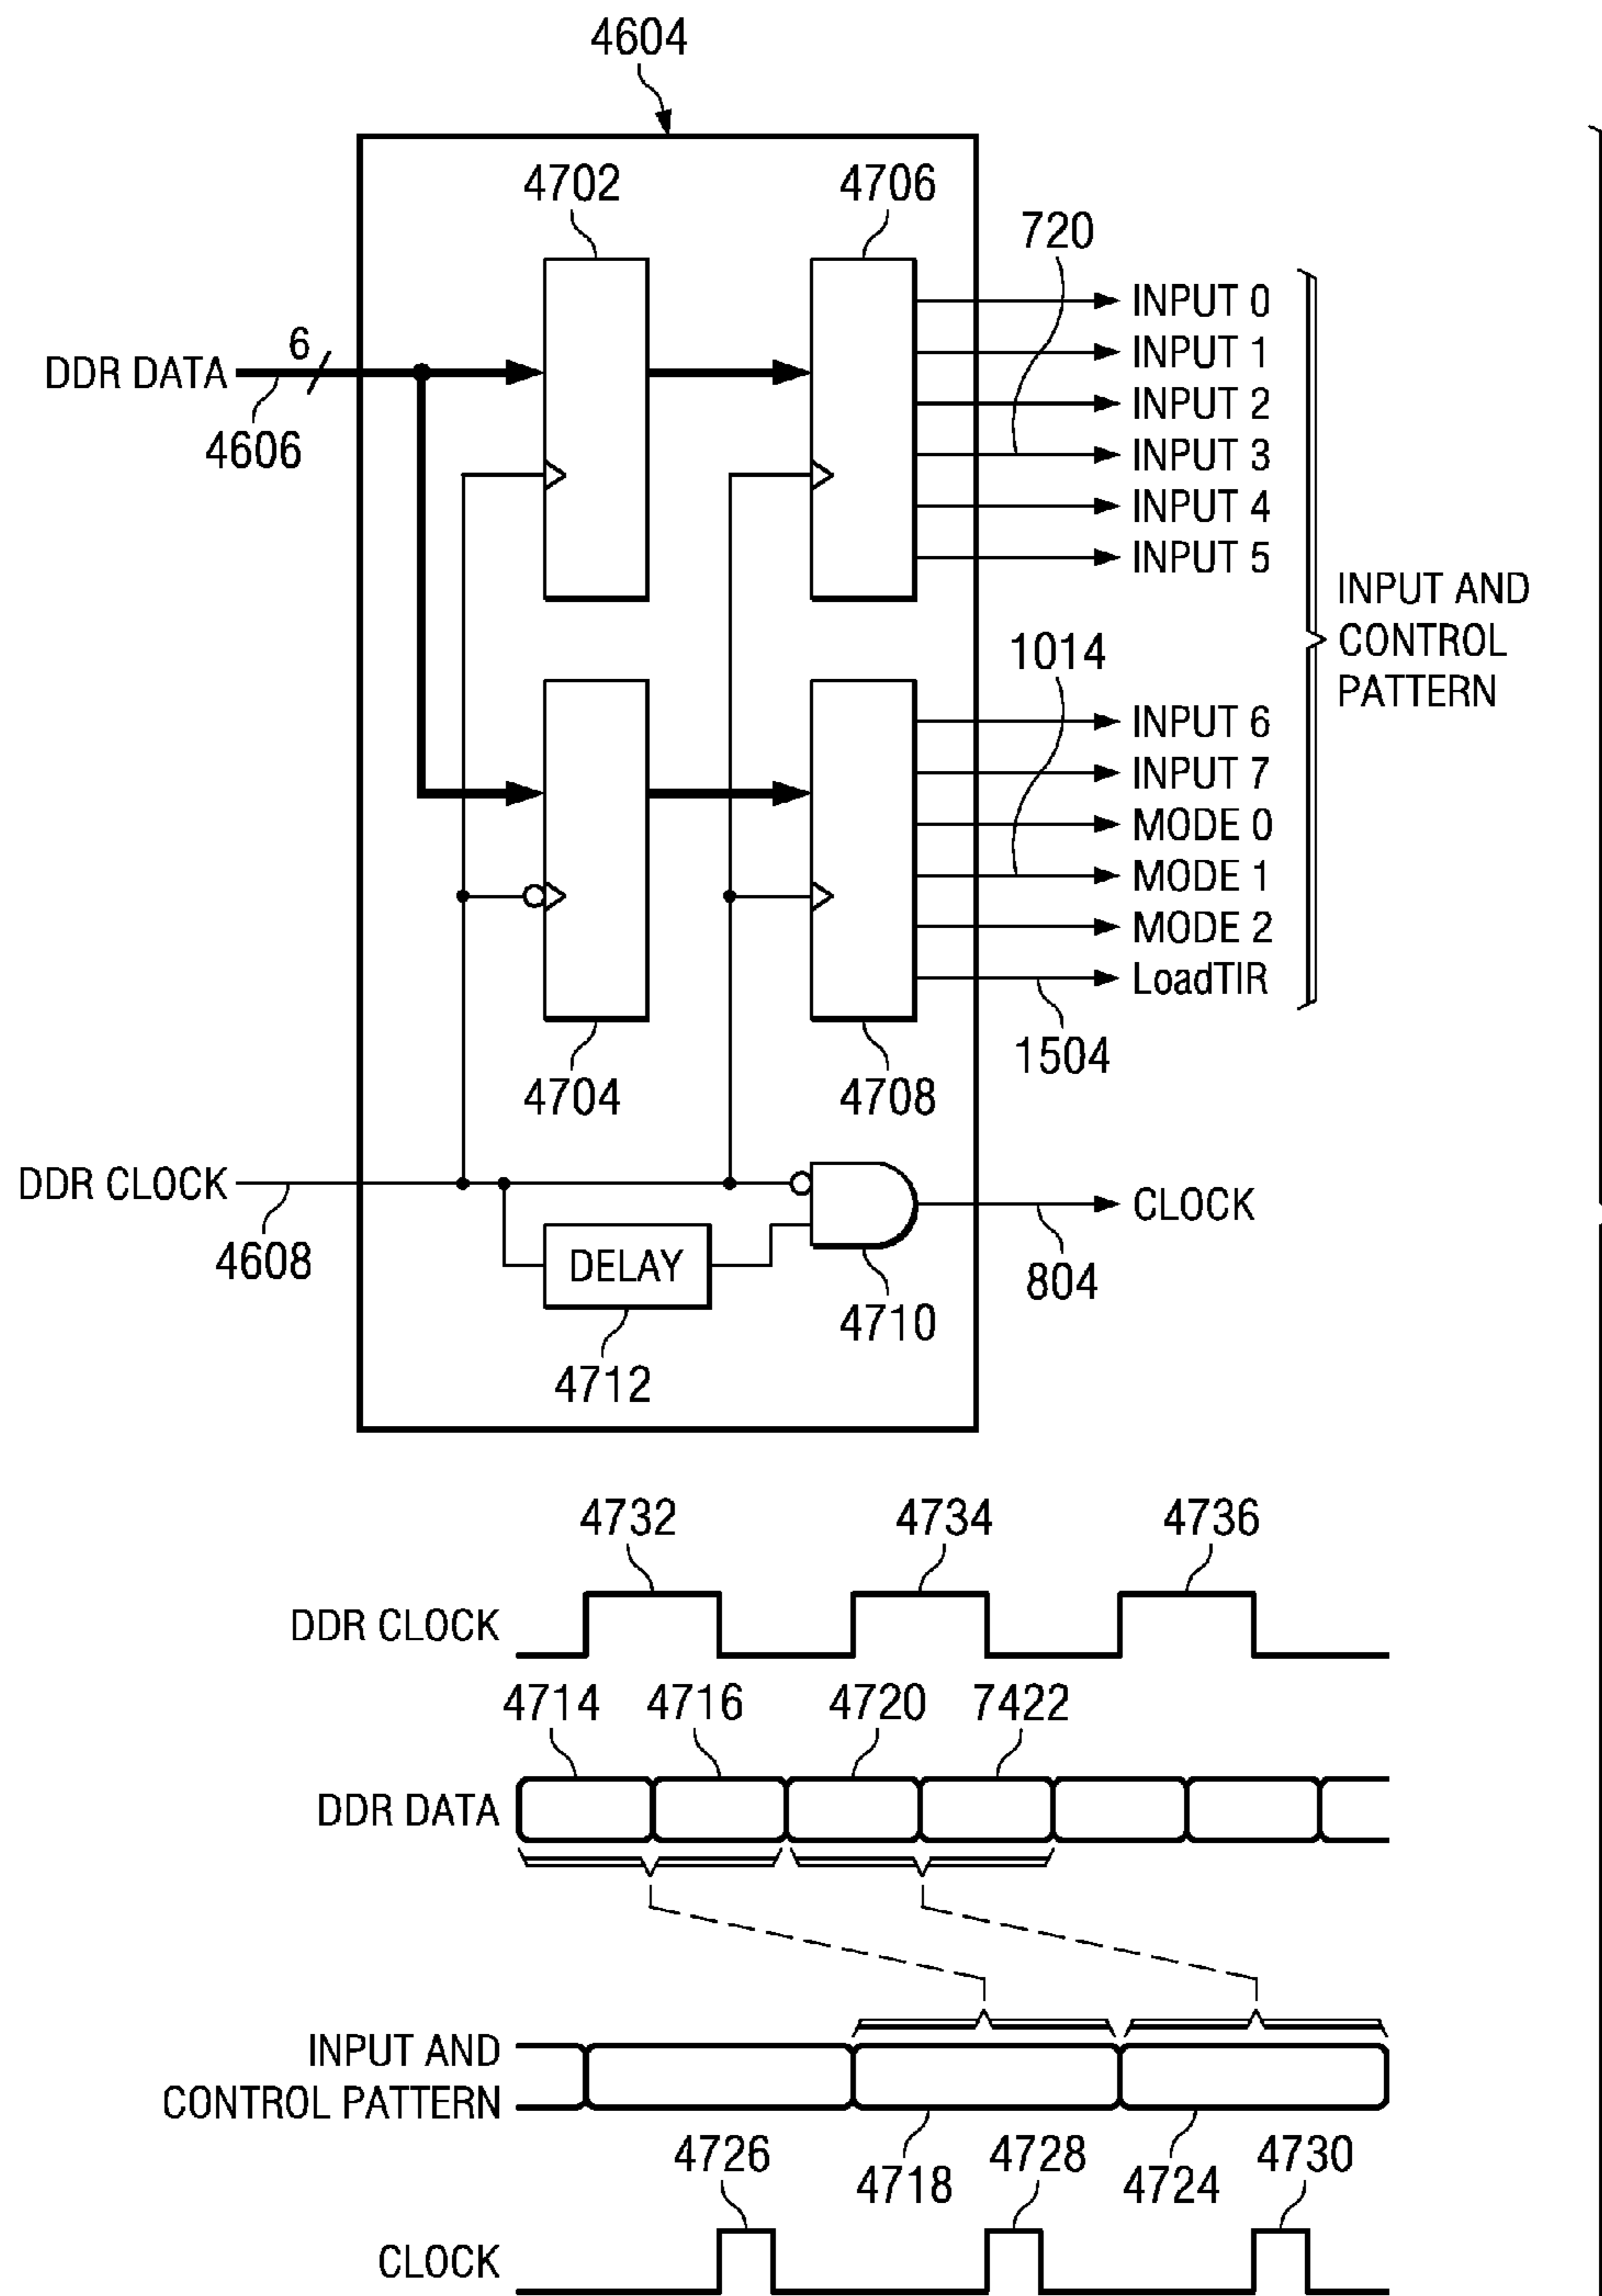 4604
4702
4706
720
INPUT 0
INPUT 1
6
DDR DATA
INPUT 2
4606
INPUT 3
INPUT 4
INPUT 5
INPUT AND
CONTROL
PATTERN
1014
INPUT 6
INPUT 7
MODE 0
MODE 1
MODE 2
LoadTIR
1504
4704
4708
DDR CLOCK
CLOCK
4608
DELAY
804
4710
4712
4732
4734
4736
DDR CLOCK
4714
4716
4720
7422
DDR DATA
INPUT AND
CONTROL PATTERN
4726
4718
4728
4724
4730
CLOCK